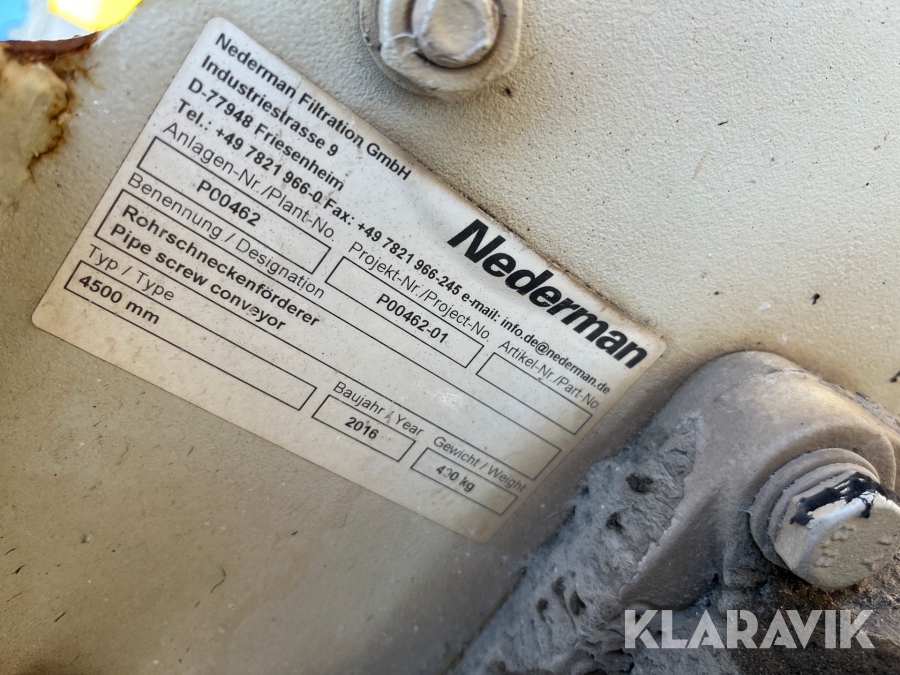 Nederman Filtration GmbH
Industriestrasse 9
D-77948 Friesenheim
Tel.: +49 7821 966-0 Fax: +49 7821 966-245 e-mail: info.de@nederman.de
Nederman
Anlagen-Nr./Plant-No. Projekt-Nr./Project-No. Artikel-Nr./Part-No
P00462 P00462-01
Benennung / Designation
Rohrschneckenförderer
Pipe screw conveyor
Typ / Type Baujahr / Year Gewicht / Weight
4500 mm 2016 430 kg
KLARAVIK